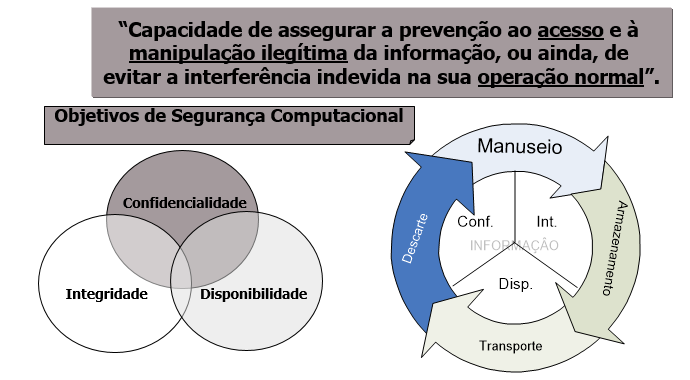 “Capacidade de assegurar a prevenção ao acesso e à
manipulação ilegítima da informação, ou ainda, de
evitar a interferência indevida na sua operação normal”.
Objetivos de Segurança Computacional
Confidencialidade
Integridade
Disponibilidade
Manuseio
Armazenamento
Transporte
Descarte
Conf.
Int.
INFORMAÇÃO
Disp.